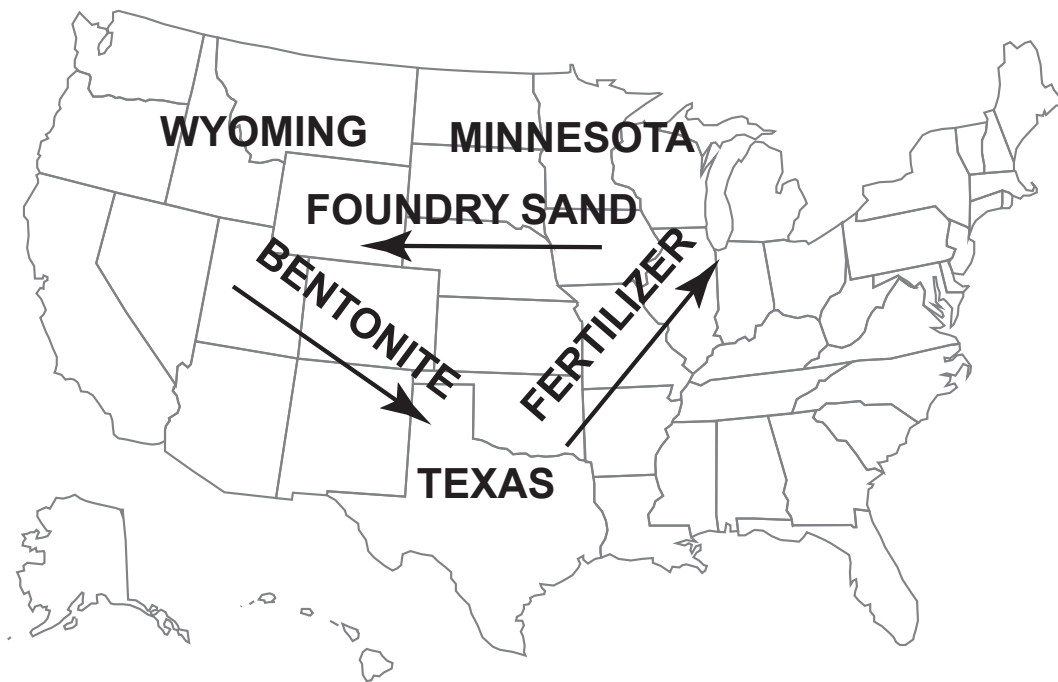 WYOMING
MINNESOTA
FOUNDRY SAND
BENTONITE
FERTILIZER
TEXAS